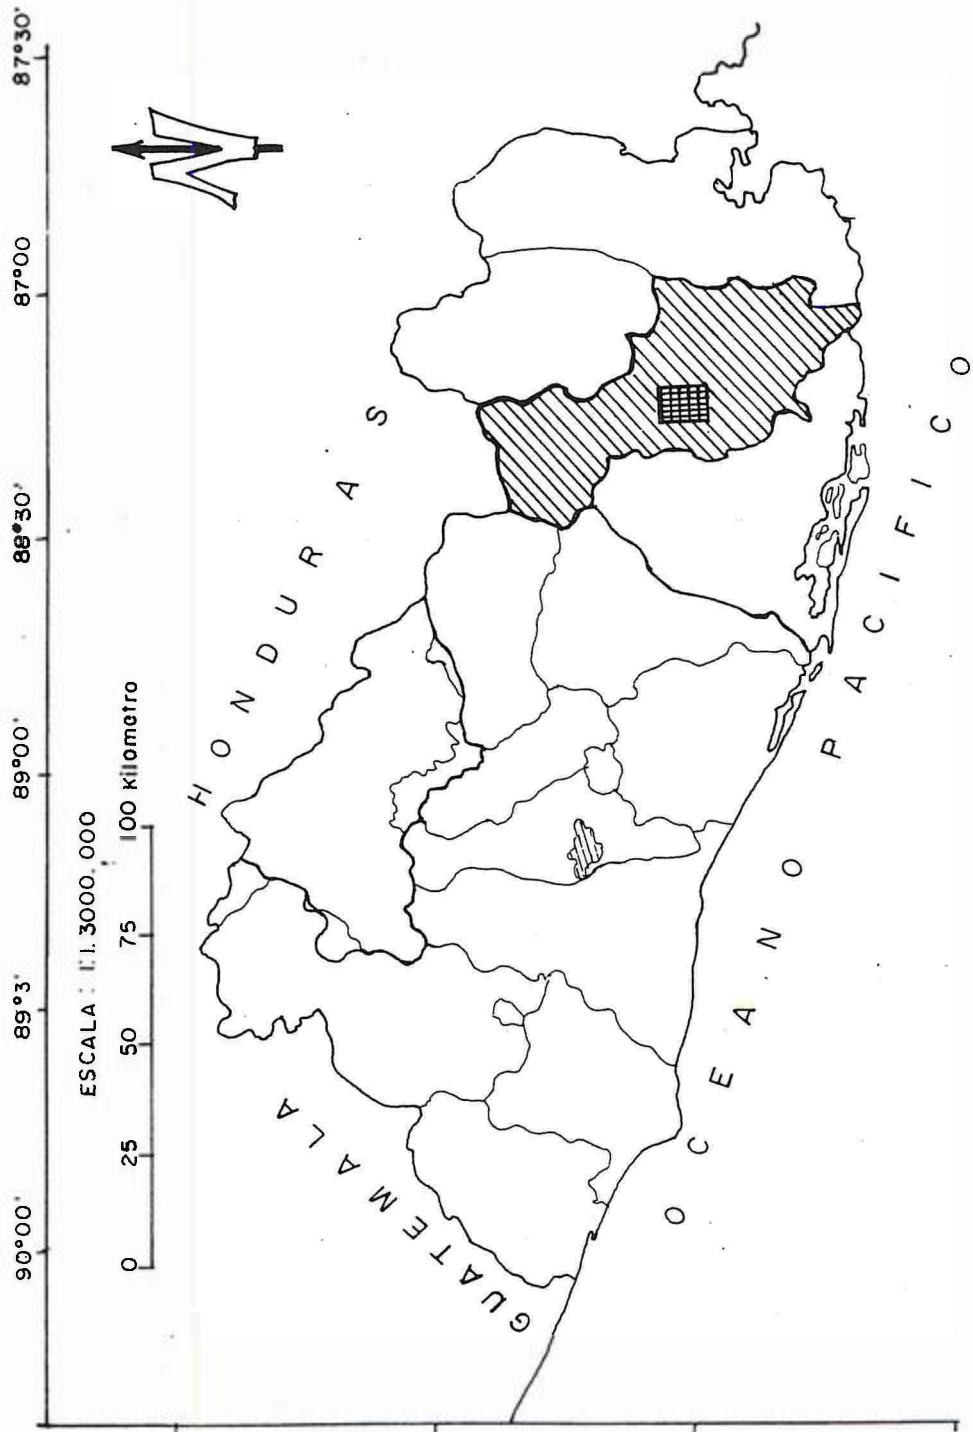 90°00' 89°3' 89°00' 88°30' 87°00 87°30'
ESCALA : 1:1.3000.000
0 25 50 75 100 Kilometro
HONDURAS
GUATEMALA
OCEANO PACIFICO